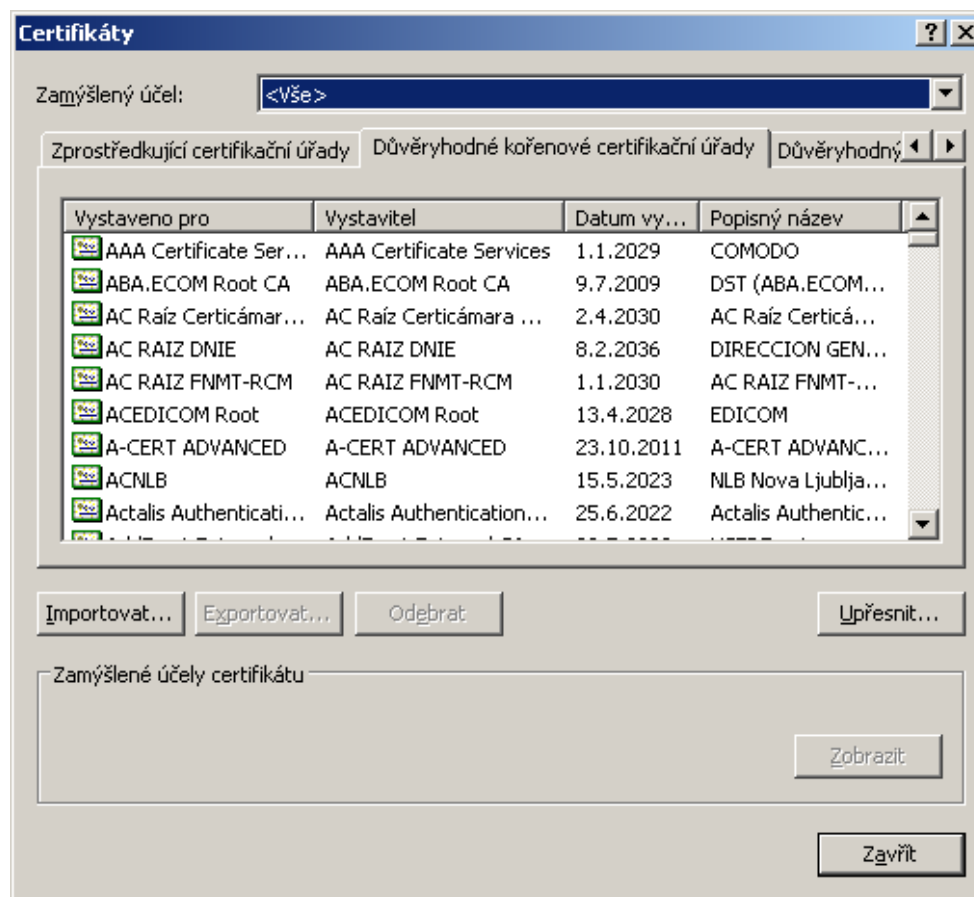 Certifikáty
Zamýšlený účel: <Vše>
Zprostředkující certifikační úřady Důvěryhodné kořenové certifikační úřady Důvěryhodný
Vystaveno pro Vystavitel Datum vy... Popisný název
AAA Certificate Ser... AAA Certificate Services 1.1.2029 COMODO
ABA.ECOM Root CA ABA.ECOM Root CA 9.7.2009 DST (ABA.ECOM...
AC Raíz Certicámar... AC Raíz Certicámara ... 2.4.2030 AC Raíz Certicá...
AC RAIZ DNIE AC RAIZ DNIE 8.2.2036 DIRECCION GEN...
AC RAIZ FNMT-RCM AC RAIZ FNMT-RCM 1.1.2030 AC RAIZ FNMT-...
ACEDICOM Root ACEDICOM Root 13.4.2028 EDICOM
A-CERT ADVANCED A-CERT ADVANCED 23.10.2011 A-CERT ADVANC...
ACNLB ACNLB 15.5.2023 NLB Nova Ljublja...
Actalis Authenticati... Actalis Authentication... 25.6.2022 Actalis Authentic...
Importovat... Exportovat... Odebrat Upřesnit...
Zamýšlené účely certifikátu
Zobrazit
Zavřít